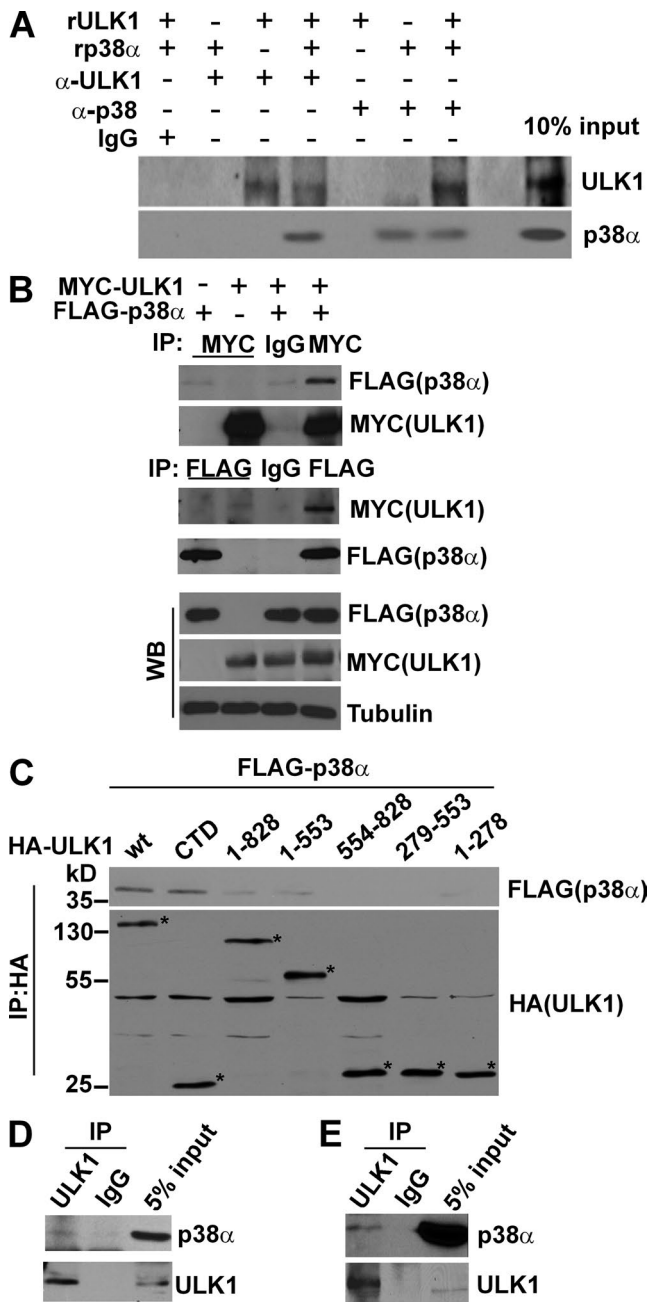 A
rULK1 + - + + + - +
rp38α + + - + - + +
α-ULK1 - + + + - - -
α-p38 - - - - + + +
IgG + - - - - - -
10% input
ULK1
p38α
B
MYC-ULK1 - + + +
FLAG-p38α + - + +
IP: MYC IgG MYC
FLAG(p38α)
MYC(ULK1)
IP: FLAG IgG FLAG
MYC(ULK1)
FLAG(p38α)
WB
FLAG(p38α)
MYC(ULK1)
Tubulin
C
FLAG-p38α
HA-ULK1 wt CTD 1-828 1-553 554-828 279-553 1-278
kD
35
FLAG(p38α)
IP:HA
130
*
*
55
*
HA(ULK1)
25
* * * *
D
IP
ULK1 IgG 5% input
p38α
ULK1
E
IP
ULK1 IgG 5% input
p38α
ULK1